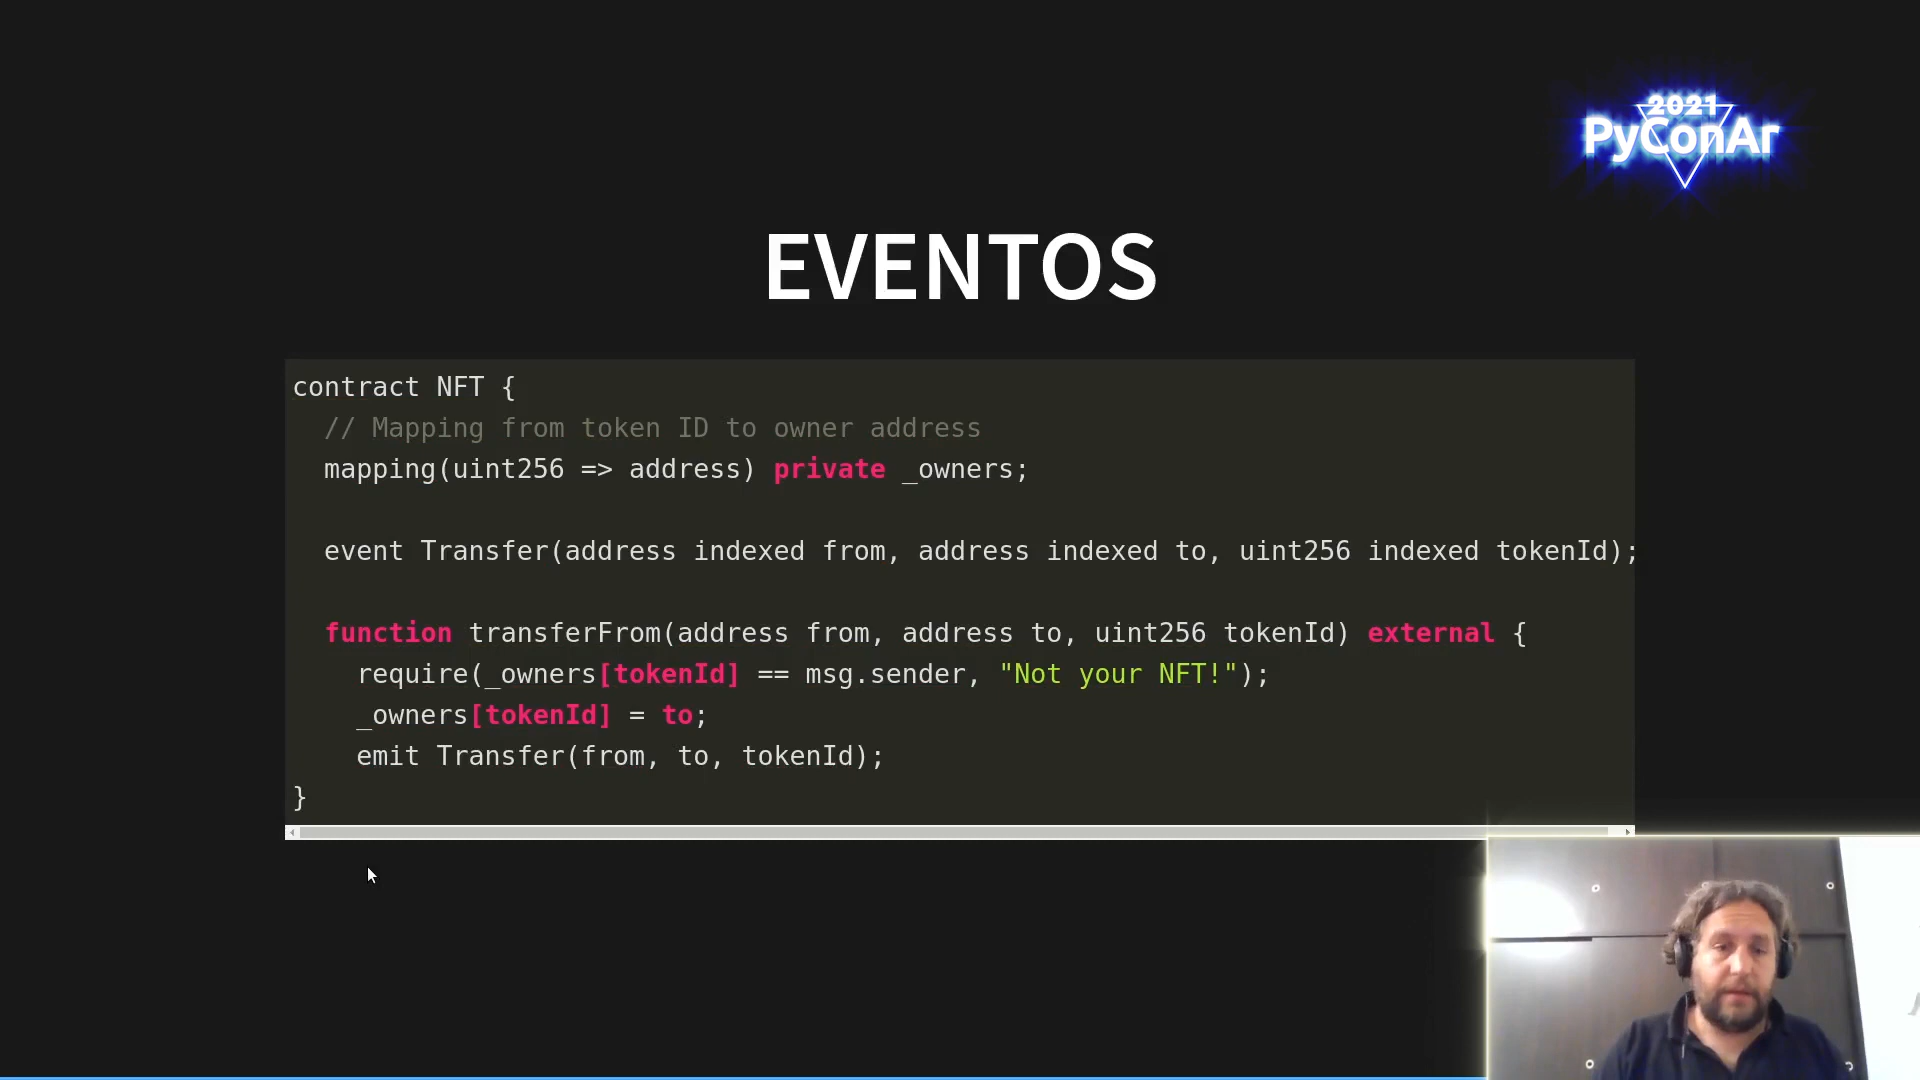 2021
PyConAr
EVENTOS
contract NFT {
  // Mapping from token ID to owner address
  mapping(uint256 => address) private _owners;

  event Transfer(address indexed from, address indexed to, uint256 indexed tokenId);

  function transferFrom(address from, address to, uint256 tokenId) external {
    require(_owners[tokenId] == msg.sender, "Not your NFT!");
    _owners[tokenId] = to;
    emit Transfer(from, to, tokenId);
}